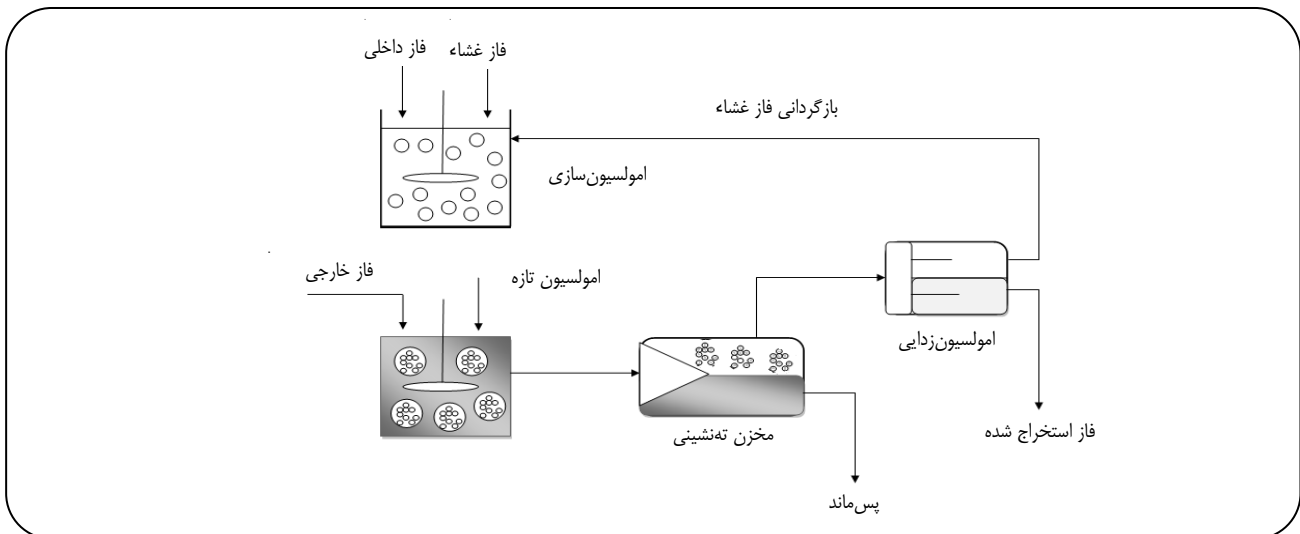 فاز غشاء
فاز داخلی
بازگردانی فاز غشاء
امولسیون‌سازی
امولسیون تازه
فاز خارجی
امولسیون‌زدایی
مخزن ته‌نشینی
فاز استخراج شده
پس‌ماند